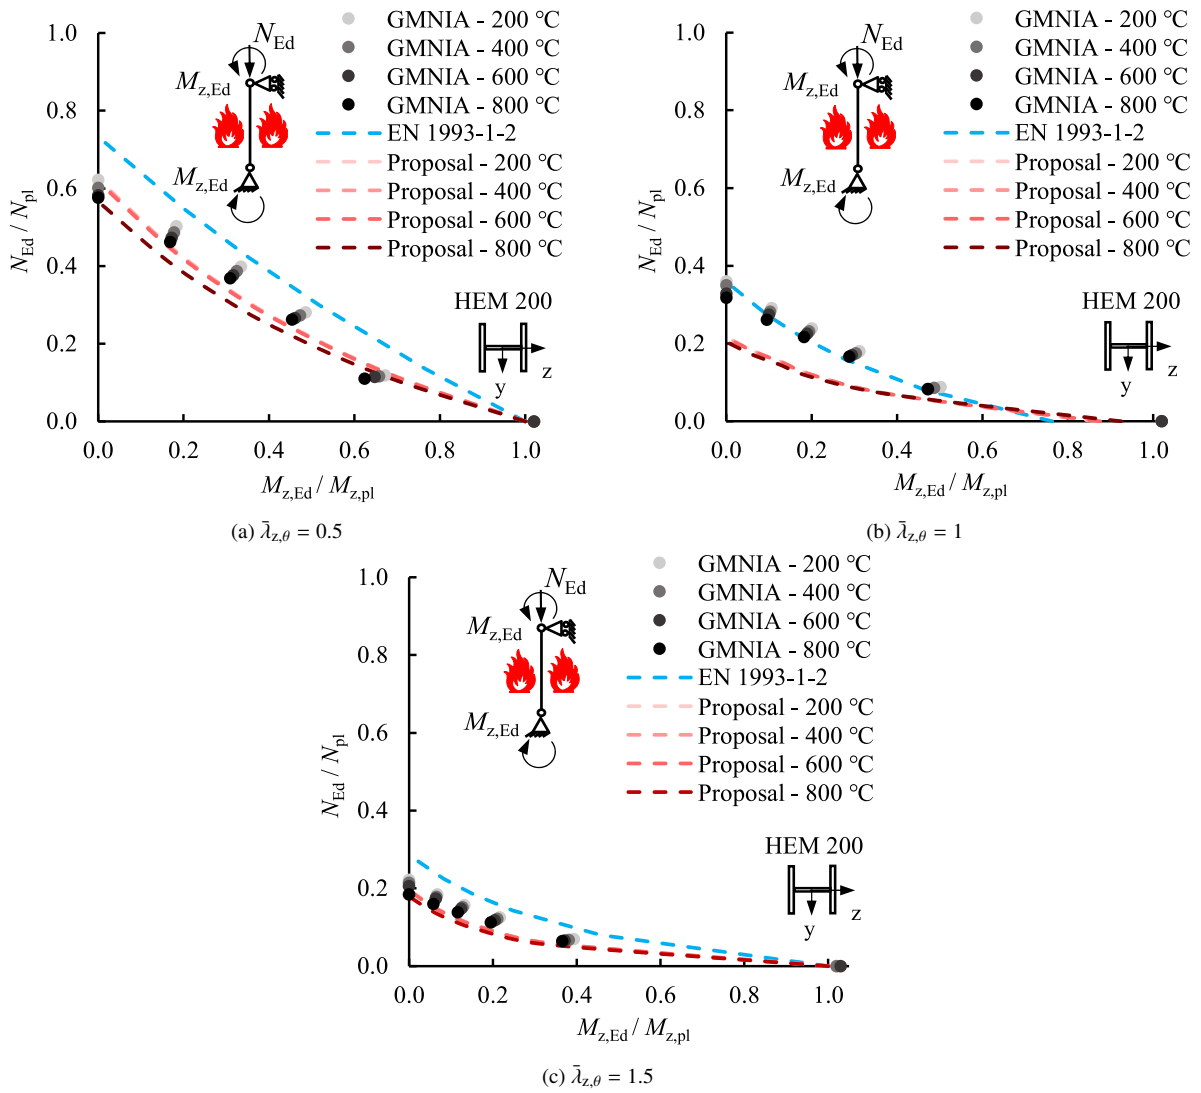 GMNIA - 200 °C
GMNIA - 400 °C
GMNIA - 600 °C
GMNIA - 800 °C
EN 1993-1-2
Proposal - 200 °C
Proposal - 400 °C
Proposal - 600 °C
Proposal - 800 °C
N_Ed
M_z,Ed
M_z,Ed
HEM 200
z
y
1.0
0.8
0.6
0.4
0.2
0.0
N_Ed / N_pl
0.0 0.2 0.4 0.6 0.8 1.0
M_z,Ed / M_z,pl
(a) λ̄_z,θ = 0.5
GMNIA - 200 °C
GMNIA - 400 °C
GMNIA - 600 °C
GMNIA - 800 °C
EN 1993-1-2
Proposal - 200 °C
Proposal - 400 °C
Proposal - 600 °C
Proposal - 800 °C
N_Ed
M_z,Ed
M_z,Ed
HEM 200
z
y
1.0
0.8
0.6
0.4
0.2
0.0
N_Ed / N_pl
0.0 0.2 0.4 0.6 0.8 1.0
M_z,Ed / M_z,pl
(b) λ̄_z,θ = 1
GMNIA - 200 °C
GMNIA - 400 °C
GMNIA - 600 °C
GMNIA - 800 °C
EN 1993-1-2
Proposal - 200 °C
Proposal - 400 °C
Proposal - 600 °C
Proposal - 800 °C
N_Ed
M_z,Ed
M_z,Ed
HEM 200
z
y
1.0
0.8
0.6
0.4
0.2
0.0
N_Ed / N_pl
0.0 0.2 0.4 0.6 0.8 1.0
M_z,Ed / M_z,pl
(c) λ̄_z,θ = 1.5